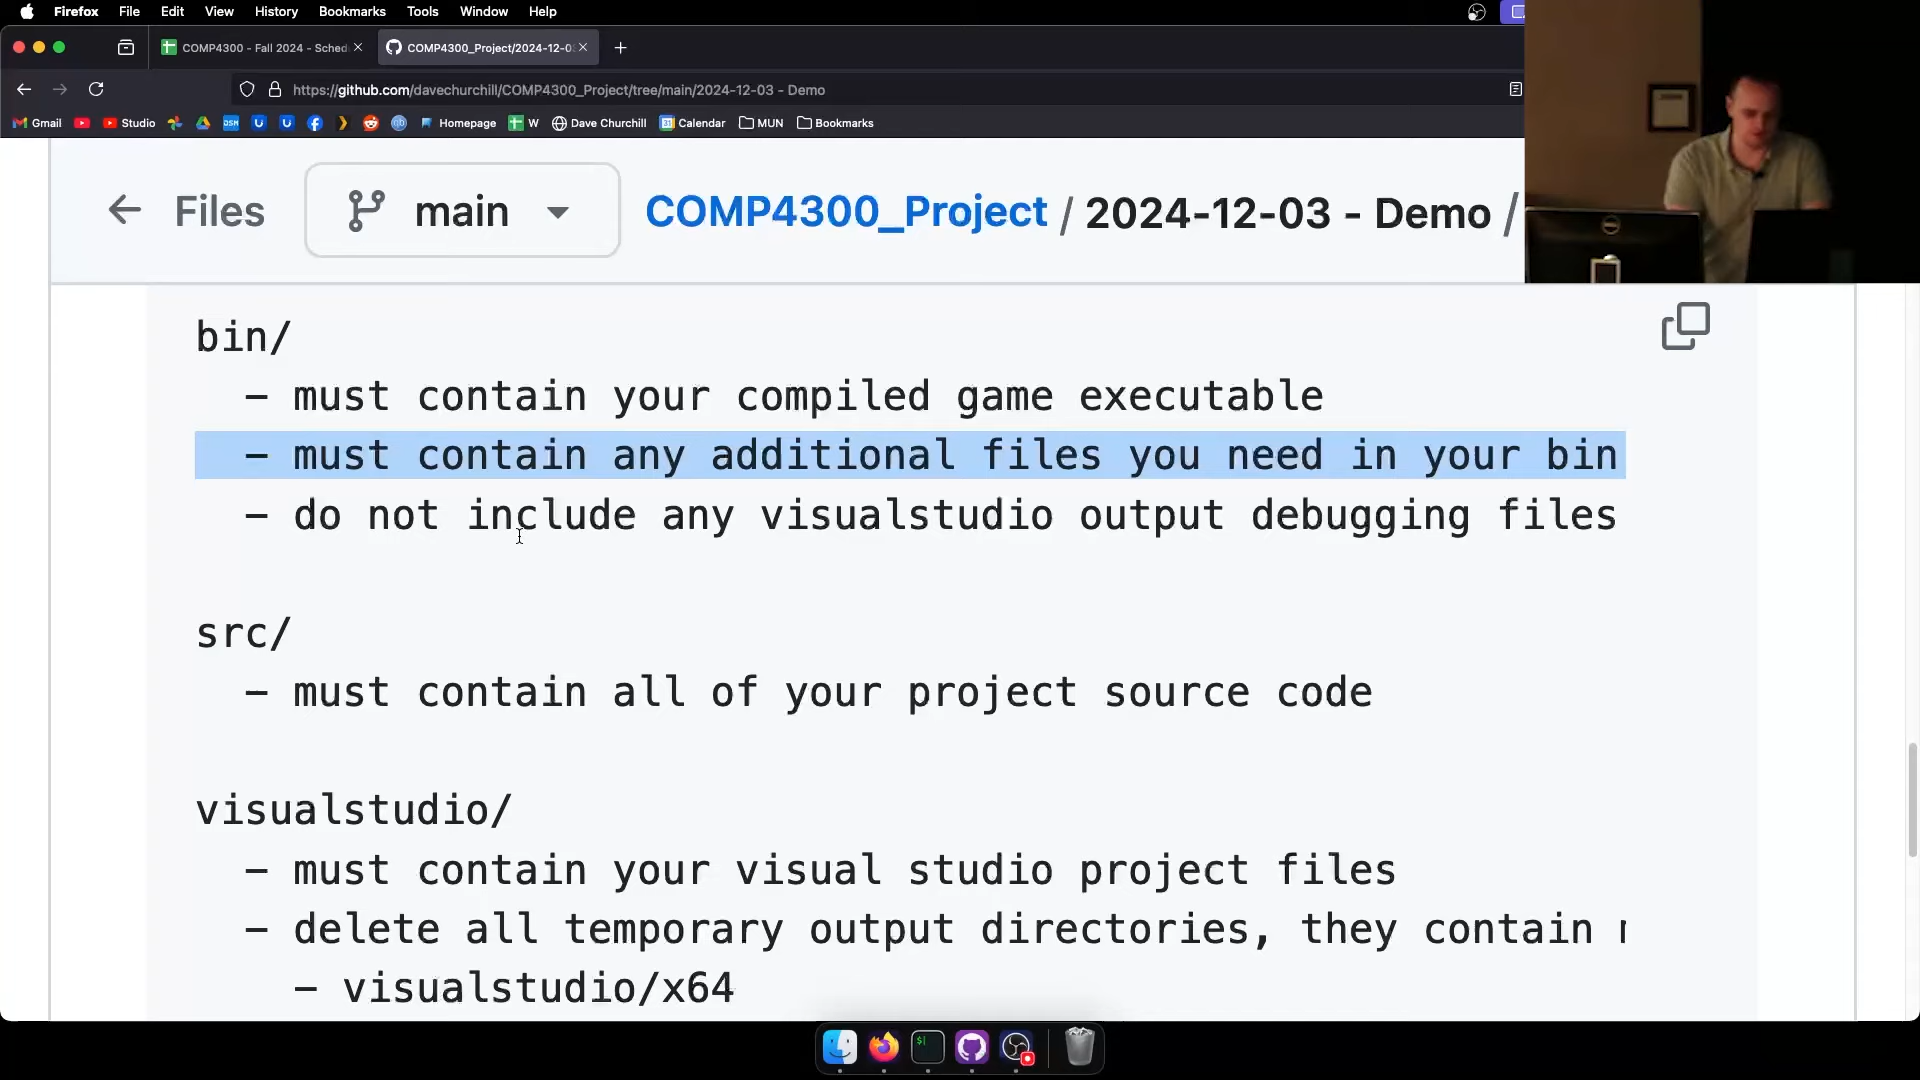 Firefox File Edit View History Bookmarks Tools Window Help
COMP4300 - Fall 2024 - Sched
COMP4300_Project/2024-12-0
https://github.com/davechurchill/COMP4300_Project/tree/main/2024-12-03 - Demo
Gmail Studio DSM Homepage W Dave Churchill Calendar MUN Bookmarks
Files main COMP4300_Project / 2024-12-03 - Demo /
bin/
- must contain your compiled game executable
- must contain any additional files you need in your bin
- do not include any visualstudio output debugging files
src/
- must contain all of your project source code
visualstudio/
- must contain your visual studio project files
- delete all temporary output directories, they contain
- visualstudio/x64